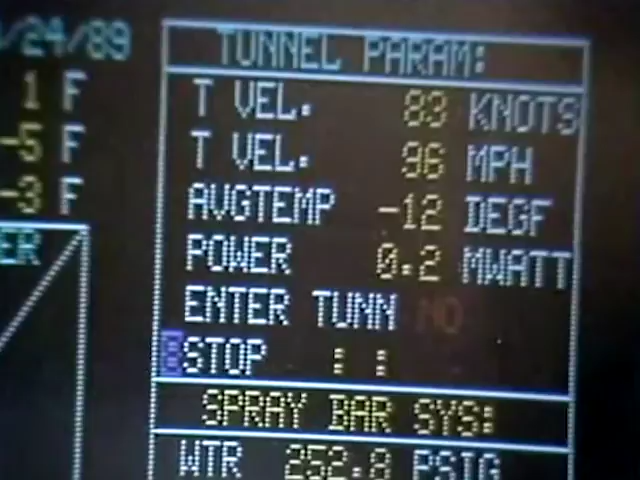 /24/89
1 F
-5 F
-3 F
ER
TUNNEL PARAM:
T VEL. 83 KNOTS
T VEL. 96 MPH
AVGTEMP -12 DEGF
POWER 0.2 MWATT
ENTER TUNN NO
STOP : :
SPRAY BAR SYS:
WTR 252.8 PSIG